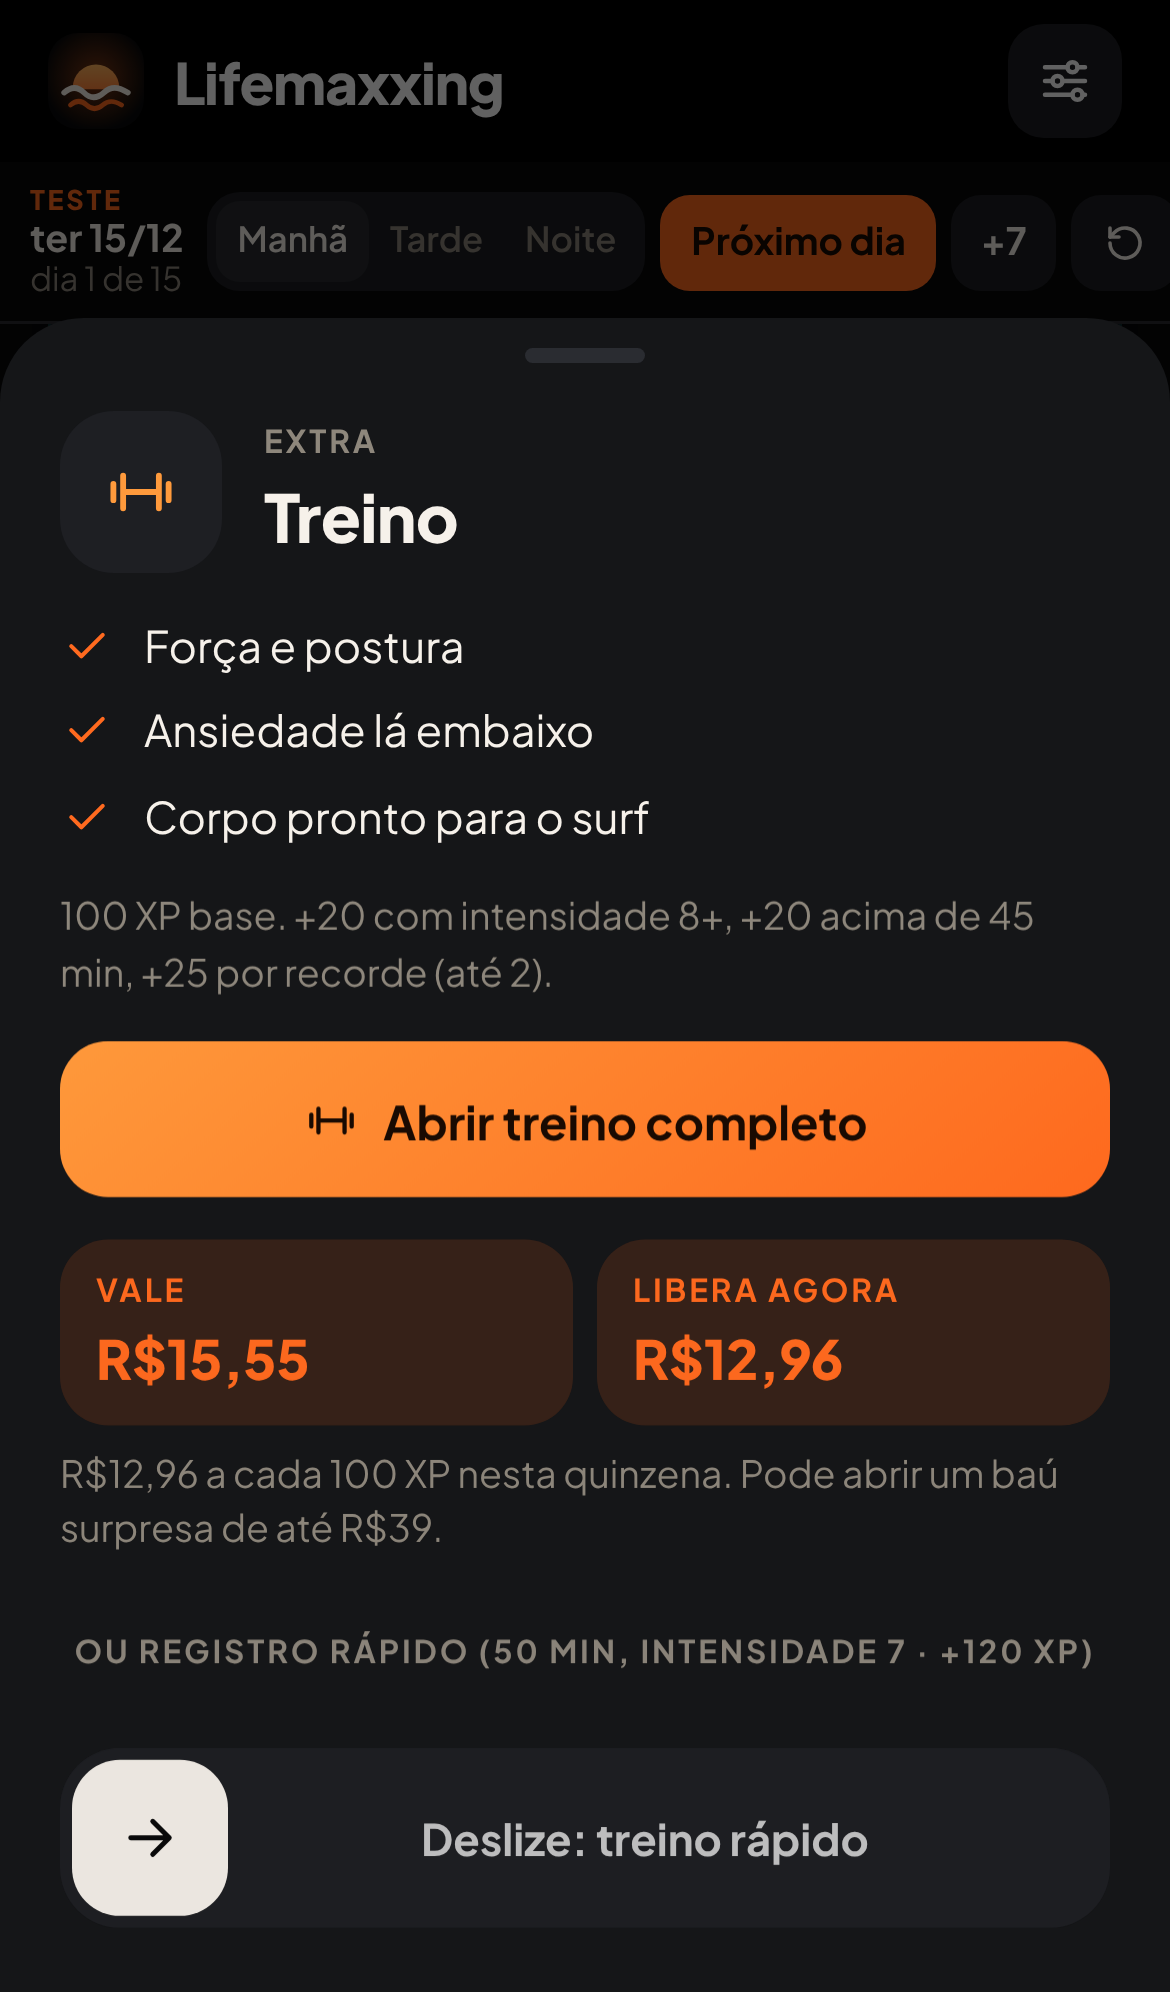 Lifemaxxing
TESTE
ter 15/12
dia 1 de 15
Manhã
Tarde
Noite
Próximo dia
+7
EXTRA
Treino
Força e postura
Ansiedade lá embaixo
Corpo pronto para o surf
100 XP base. +20 com intensidade 8+, +20 acima de 45
min, +25 por recorde (até 2).
Abrir treino completo
VALE
R$15,55
LIBERA AGORA
R$12,96
R$12,96 a cada 100 XP nesta quinzena. Pode abrir um baú
surpresa de até R$39.
OU REGISTRO RÁPIDO (50 MIN, INTENSIDADE 7 · +120 XP)
Deslize: treino rápido